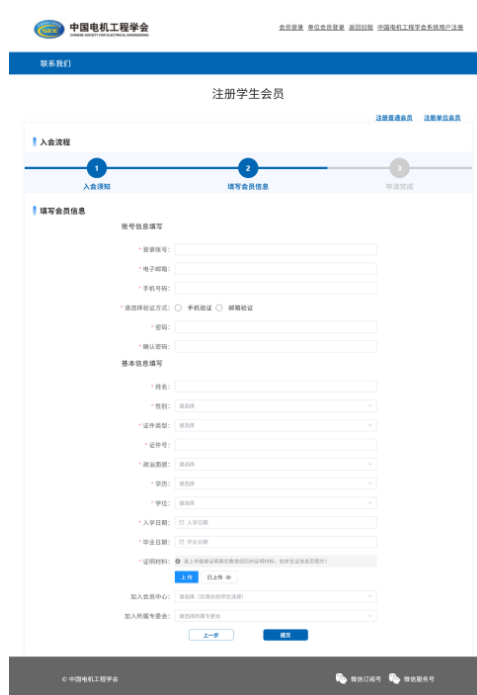 中国电机工程学会
CHINESE SOCIETY FOR ELECTRICAL ENGINEERING
会员登录 单位会员登录 返回旧版 中国电机工程学会系统用户注册
联系我们
注册学生会员
注册普通会员 注册单位会员
入会流程
1 2 3
入会须知 填写会员信息 申请完成
填写会员信息
账号信息填写
* 登录账号：
* 电子邮箱：
* 手机号码：
* 请选择验证方式： 手机验证 邮箱验证
* 密码：
* 确认密码：
基本信息填写
* 姓名：
* 性别： 请选择
* 证件类型： 请选择
* 证件号：
* 政治面貌： 请选择
* 学历： 请选择
* 学位： 请选择
* 入学日期： 入学日期
* 毕业日期： 毕业日期
* 证明材料：
上传 已上传
加入会员中心：
加入所属专委会： 请选择所属专委会
上一步 提交
© 中国电机工程学会 微信订阅号 微信服务号